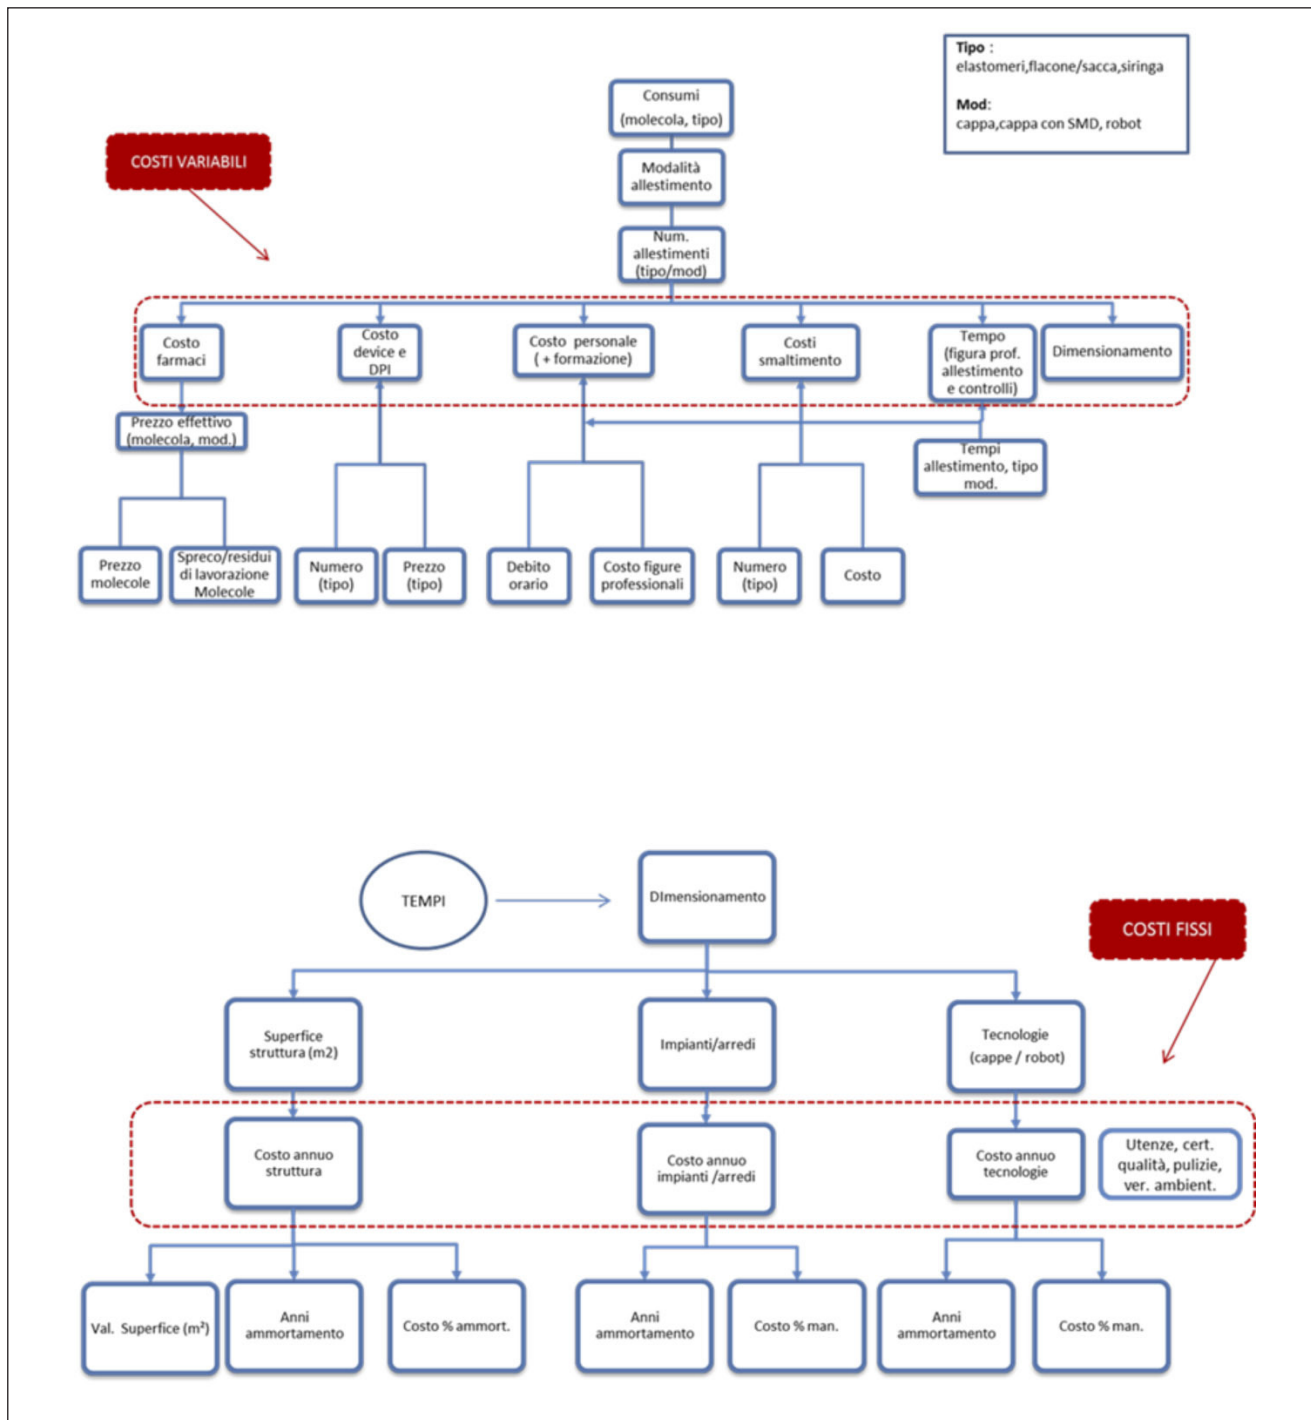 Tipo :
elastomeri,flacone/sacca,siringa
Mod:
cappa,cappa con SMD, robot
Consumi
(molecola, tipo)
COSTI VARIABILI
Modalità
allestimento
Num.
allestimenti
(tipo/mod)
Costo
farmaci
Costo
device e
DPI
Costo personale
( + formazione)
Costi
smaltimento
Tempo
(figura prof.
allestimento
e controlli)
Dimensionamento
Prezzo effettivo
(molecola, mod.)
Tempi
allestimento, tipo
mod.
Prezzo
molecole
Spreco/residui
di lavorazione
Molecole
Numero
(tipo)
Prezzo
(tipo)
Debito
orario
Costo figure
professionali
Numero
(tipo)
Costo
TEMPI
DImensionamento
COSTI FISSI
Superfice
struttura (m2)
Impianti/arredi
Tecnologie
(cappe / robot)
Costo annuo
struttura
Costo annuo
impianti /arredi
Costo annuo
tecnologie
Utenze, cert.
qualità, pulizie,
ver. ambient.
Val. Superfice (m²)
Anni
ammortamento
Costo % ammort.
Anni
ammortamento
Costo % man.
Anni
ammortamento
Costo % man.